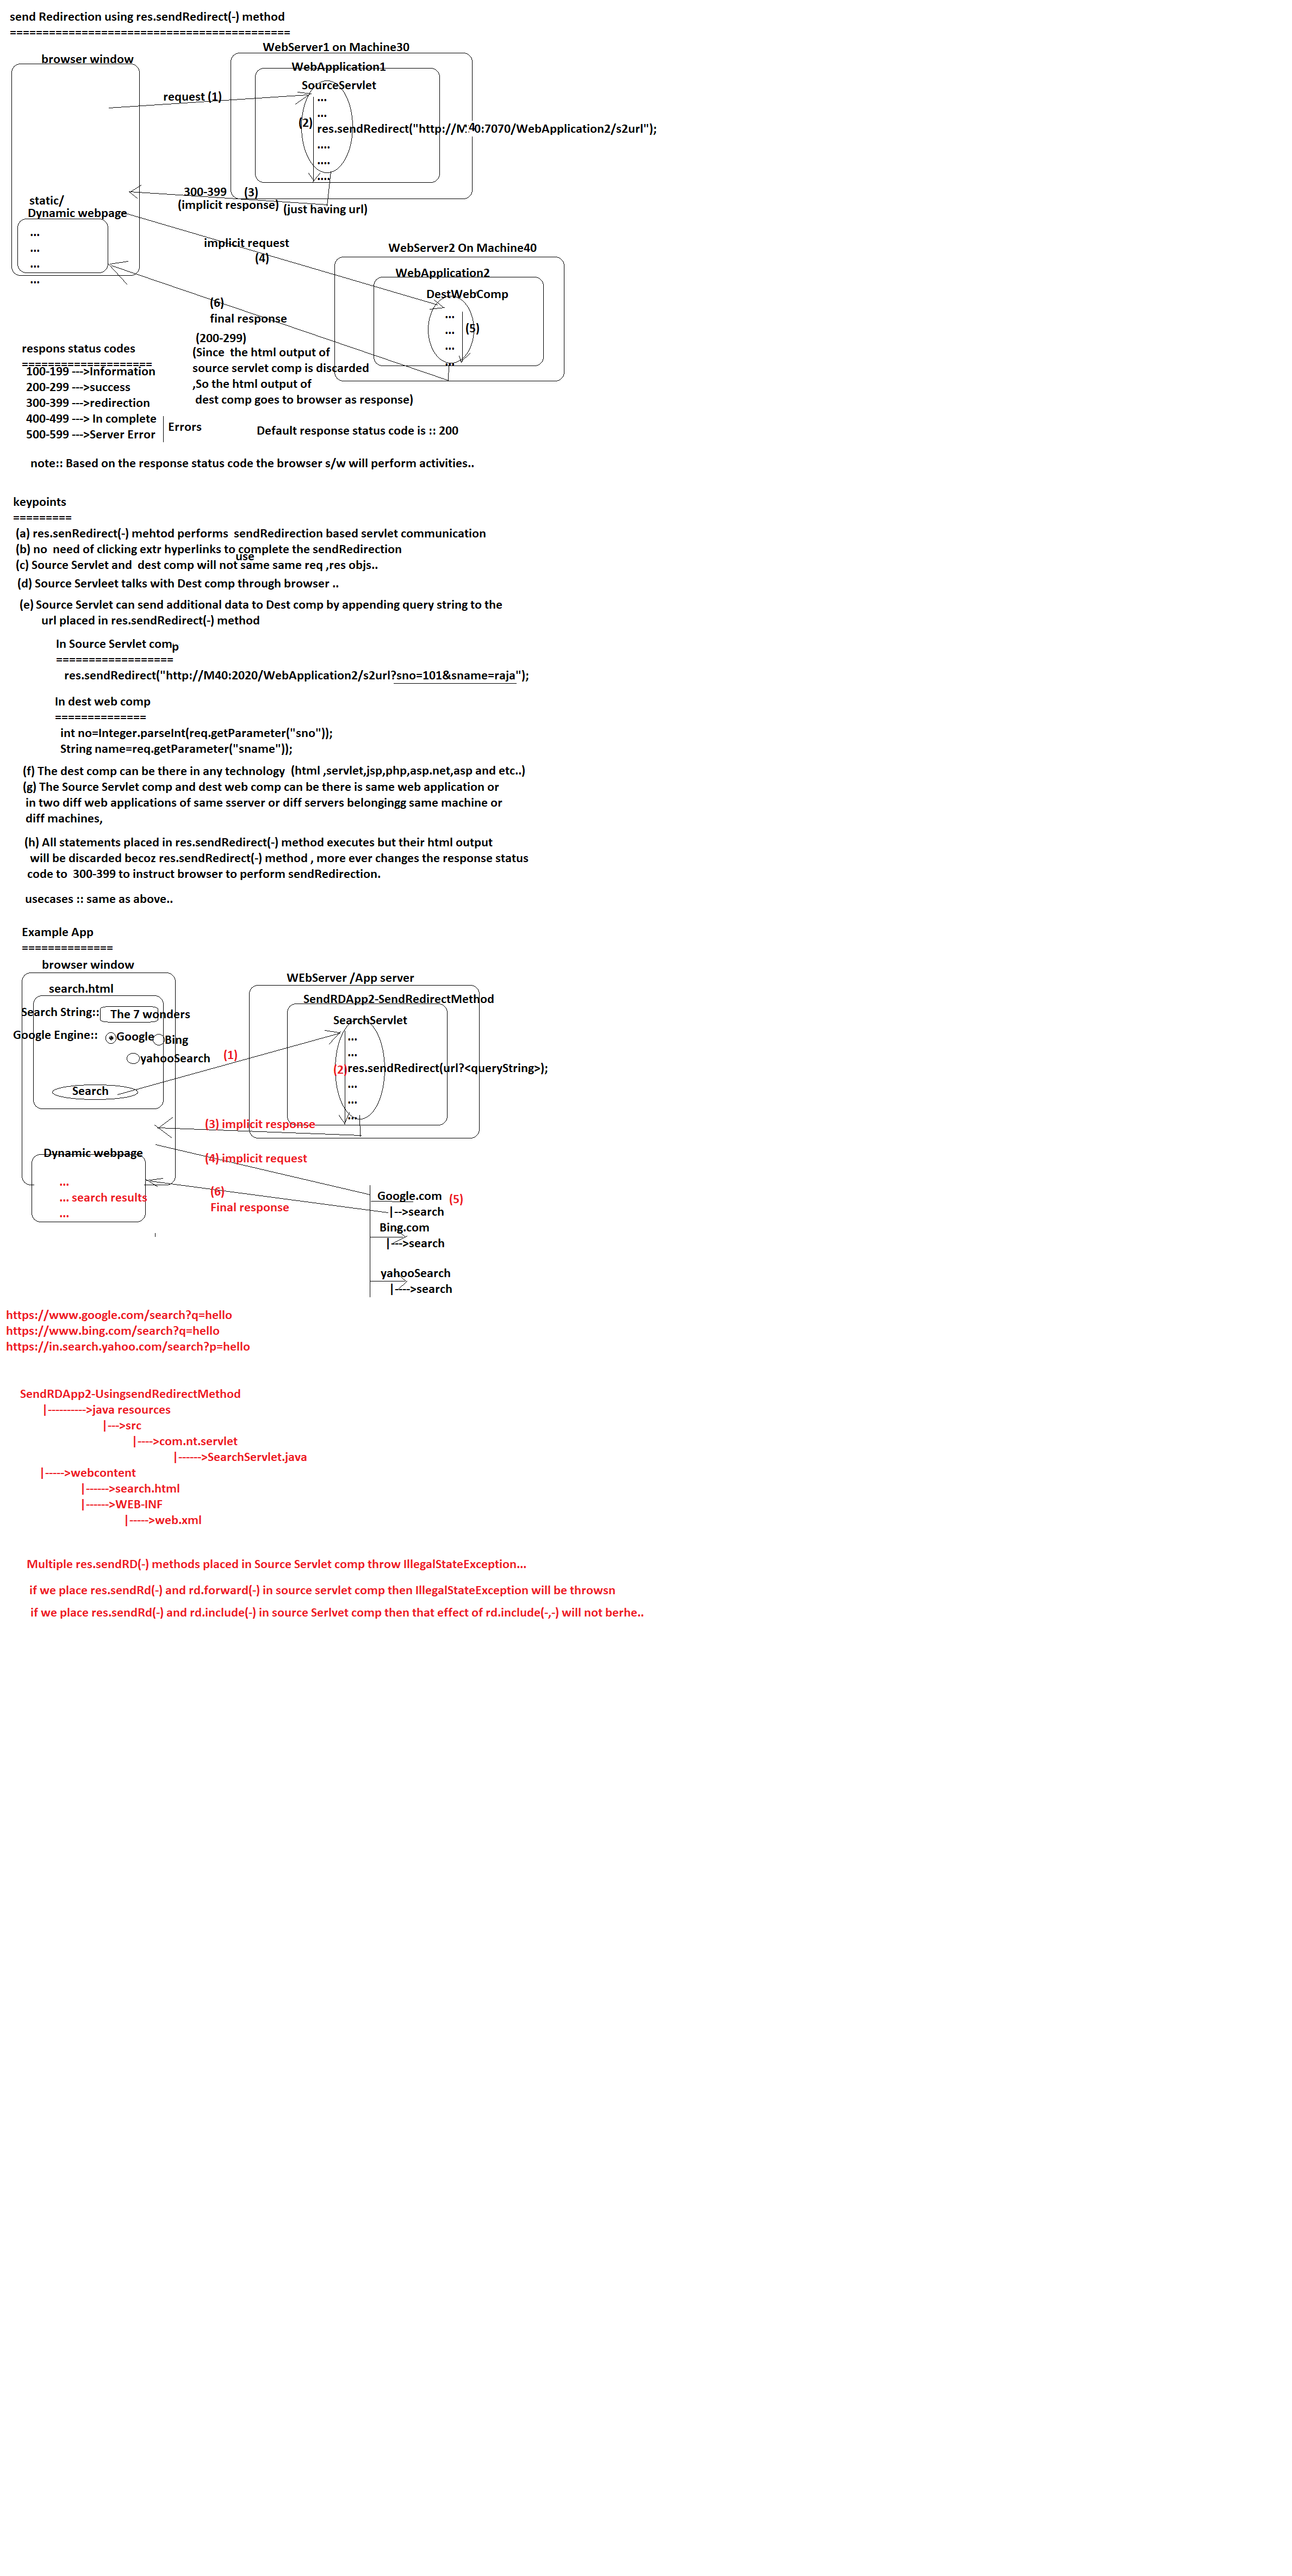 send Redirection using res.sendRedirect(-) method
===========================================
browser window
WebServer1 on Machine30
WebApplication1
SourceServlet
request (1)
...
...
(2)
res.sendRedirect("http://M40:7070/WebApplication2/s2url");
....
....
....
300-399
(3)
(implicit response)
(just having url)
static/
Dynamic webpage
...
...
...
...
implicit request
(4)
WebServer2 On Machine40
WebApplication2
DestWebComp
...
...
...
...
(5)
(6)
final response
(200-299)
(Since the html output of
source servlet comp is discarded
,So the html output of
dest comp goes to browser as response)
respons status codes
====================
100-199 --->Information
200-299 --->success
300-399 --->redirection
400-499 ---> In complete
500-599 --->Server Error
Errors
Default response status code is :: 200
note:: Based on the response status code the browser s/w will perform activities..
keypoints
=========
(a) res.senRedirect(-) mehtod performs sendRedirection based servlet communication
(b) no need of clicking extr hyperlinks to complete the sendRedirection
use
(c) Source Servlet and dest comp will not same same req ,res objs..
(d) Source Servleet talks with Dest comp through browser ..
(e) Source Servlet can send additional data to Dest comp by appending query string to the
url placed in res.sendRedirect(-) method
In Source Servlet comp
==================
res.sendRedirect("http://M40:2020/WebApplication2/s2url?sno=101&sname=raja");
In dest web comp
==============
int no=Integer.parseInt(req.getParameter("sno"));
String name=req.getParameter("sname"));
(f) The dest comp can be there in any technology (html ,servlet,jsp,php,asp.net,asp and etc..)
(g) The Source Servlet comp and dest web comp can be there is same web application or
in two diff web applications of same sserver or diff servers belongingg same machine or
diff machines,
(h) All statements placed in res.sendRedirect(-) method executes but their html output
will be discarded becoz res.sendRedirect(-) method , more ever changes the response status
code to 300-399 to instruct browser to perform sendRedirection.
usecases :: same as above..
Example App
==============
browser window
search.html
Search String::
The 7 wonders
Google Engine::
Google
Bing
yahooSearch
Search
WEbServer /App server
SendRDApp2-SendRedirectMethod
SearchServlet
...
...
(1)
(2)
res.sendRedirect(url?<queryString>);
...
...
...
(3) implicit response
(4) implicit request
Dynamic webpage
...
... search results
...
(6)
Final response
Google.com
(5)
|-->search
Bing.com
|--->search
yahooSearch
|---->search
https://www.google.com/search?q=hello
https://www.bing.com/search?q=hello
https://in.search.yahoo.com/search?p=hello
SendRDApp2-UsingsendRedirectMethod
|---------->java resources
|--->src
|---->com.nt.servlet
|------>SearchServlet.java
|----->webcontent
|------>search.html
|------>WEB-INF
|----->web.xml
Multiple res.sendRD(-) methods placed in Source Servlet comp throw IllegalStateException...
if we place res.sendRd(-) and rd.forward(-) in source servlet comp then IllegalStateException will be throwsn
if we place res.sendRd(-) and rd.include(-) in source Serlvet comp then that effect of rd.include(-,-) will not berhe..